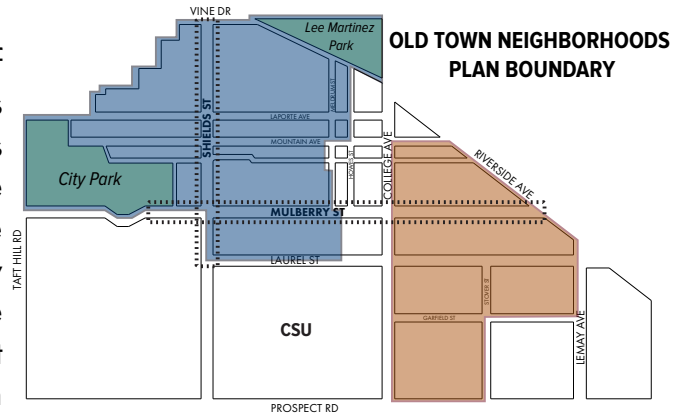 VINE DR
Lee Martinez
Park
OLD TOWN NEIGHBORHOODS
PLAN BOUNDARY
SHIELDS ST
LAPORTE AVE
MOUNTAIN AVE
HOWES ST
COLLEGE AVE
RIVERSIDE AVE
City Park
MULBERRY ST
TAFT HILL RD
LAUREL ST
STOVER ST
GARFIELD ST
CSU
LEMAY AVE
PROSPECT RD